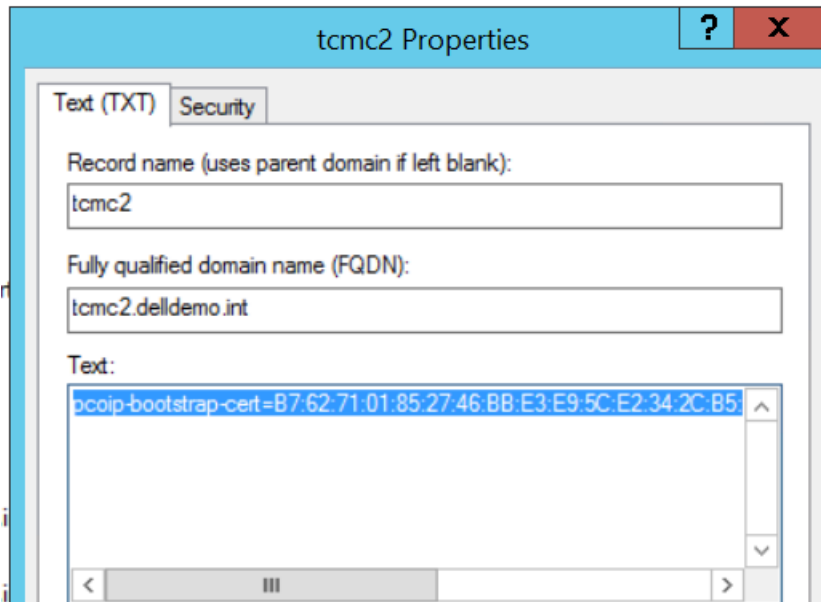 tcmc2 Properties
? X
Text (TXT) Security
Record name (uses parent domain if left blank):
tcmc2
Fully qualified domain name (FQDN):
tcmc2.delldemo.int
Text:
pcoip-bootstrap-cert=B7:62:71:01:85:27:46:BB:E3:E9:5C:E2:34:2C:B5: